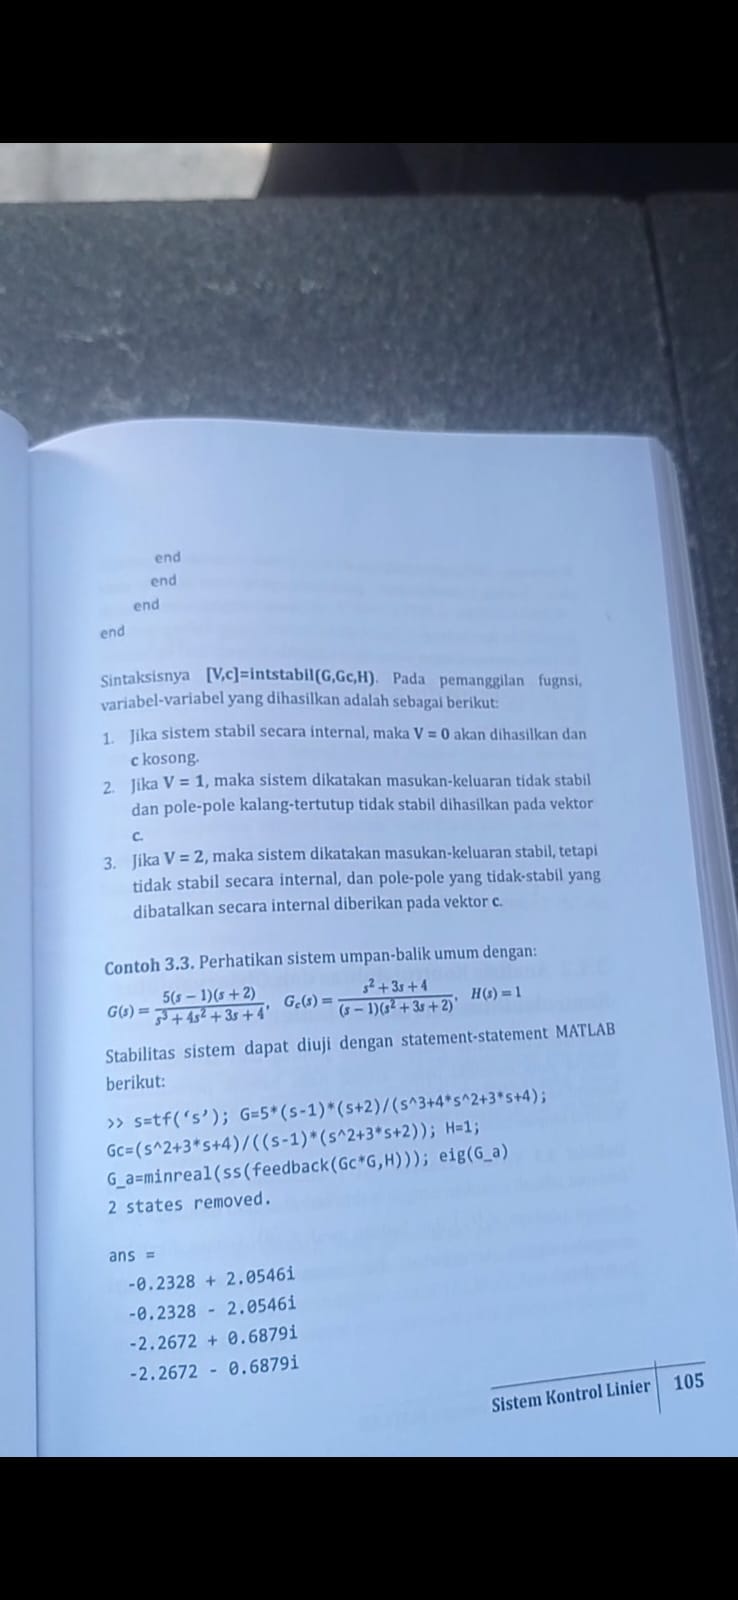 end
end
end
end
Sintaksisnya [V,c]=intstabil(G,Gc,H). Pada pemanggilan fugnsi,
variabel-variabel yang dihasilkan adalah sebagai berikut:
1. Jika sistem stabil secara internal, maka V = 0 akan dihasilkan dan
c kosong.
2. Jika V = 1, maka sistem dikatakan masukan-keluaran tidak stabil
dan pole-pole kalang-tertutup tidak stabil dihasilkan pada vektor
c.
3. Jika V = 2, maka sistem dikatakan masukan-keluaran stabil, tetapi
tidak stabil secara internal, dan pole-pole yang tidak-stabil yang
dibatalkan secara internal diberikan pada vektor c.
Contoh 3.3. Perhatikan sistem umpan-balik umum dengan:
G(s) = 5(s − 1)(s + 2) / (s³ + 4s² + 3s + 4), G_c(s) = (s² + 3s + 4) / ((s − 1)(s² + 3s + 2)), H(s) = 1
Stabilitas sistem dapat diuji dengan statement-statement MATLAB
berikut:
>> s=tf(‘s’); G=5*(s-1)*(s+2)/(s^3+4*s^2+3*s+4);
Gc=(s^2+3*s+4)/((s-1)*(s^2+3*s+2)); H=1;
G_a=minreal(ss(feedback(Gc*G,H))); eig(G_a)
2 states removed.
ans =
-0.2328 + 2.0546i
-0.2328 - 2.0546i
-2.2672 + 0.6879i
-2.2672 - 0.6879i
Sistem Kontrol Linier 105